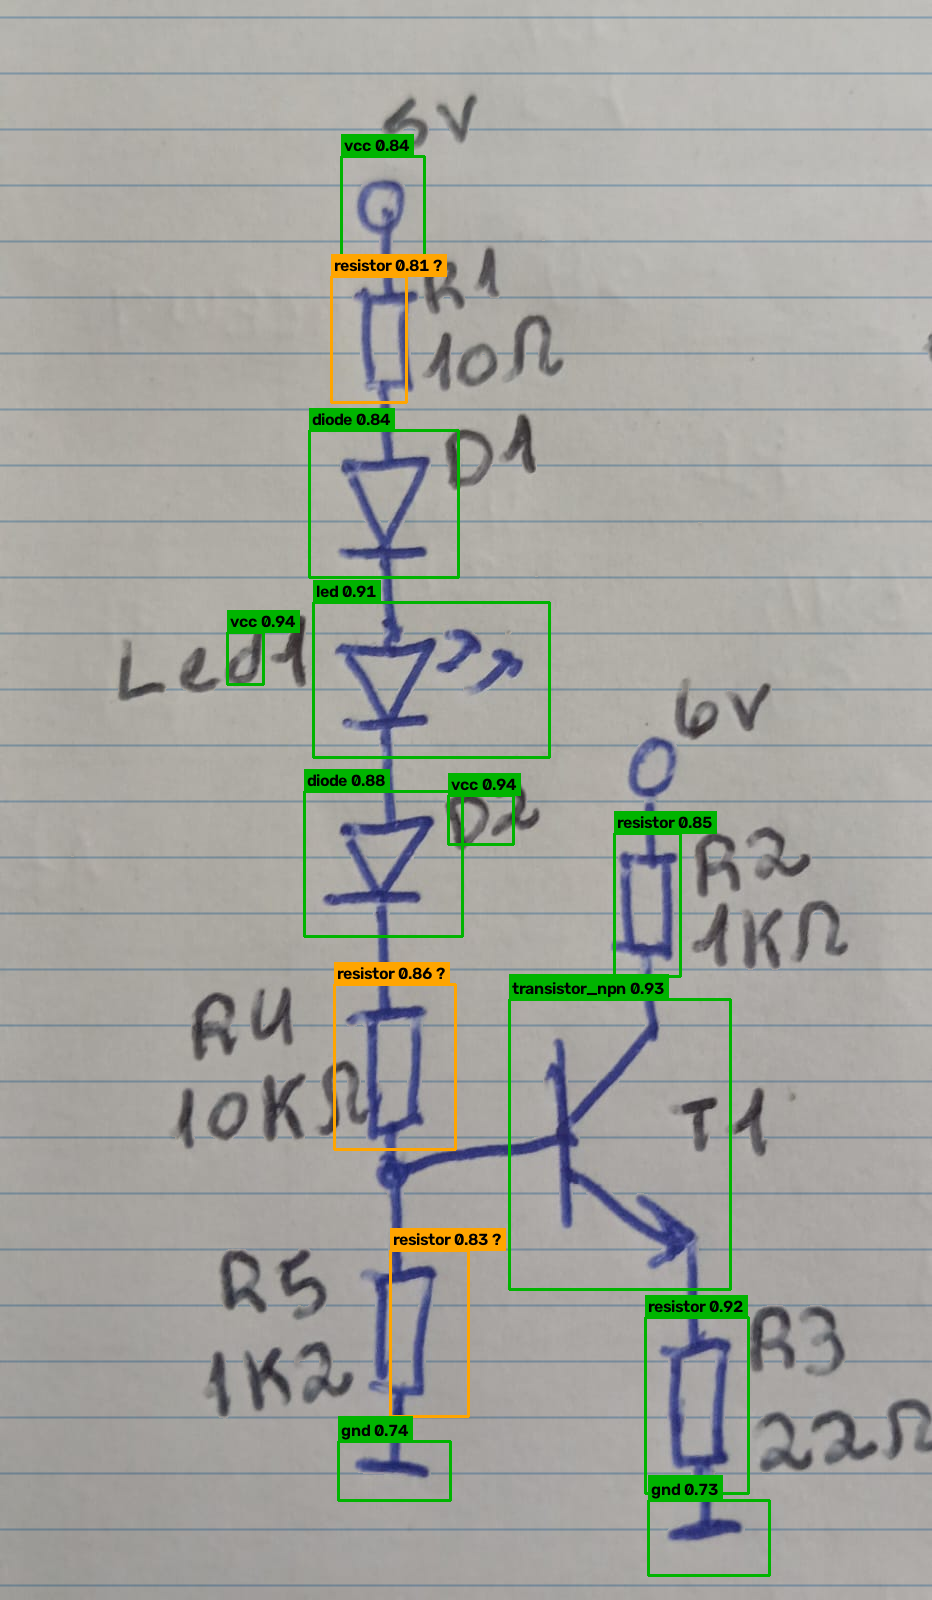 5V
vcc 0.84
resistor 0.81 ?
R1
10Ω
diode 0.84
D1
led 0.91
vcc 0.94
Led1
6V
diode 0.88
vcc 0.94
D2
resistor 0.85
R2
1KΩ
resistor 0.86 ?
transistor_npn 0.93
R4
10KΩ
T1
resistor 0.83 ?
R5
1K2
resistor 0.92
R3
22Ω
gnd 0.74
gnd 0.73